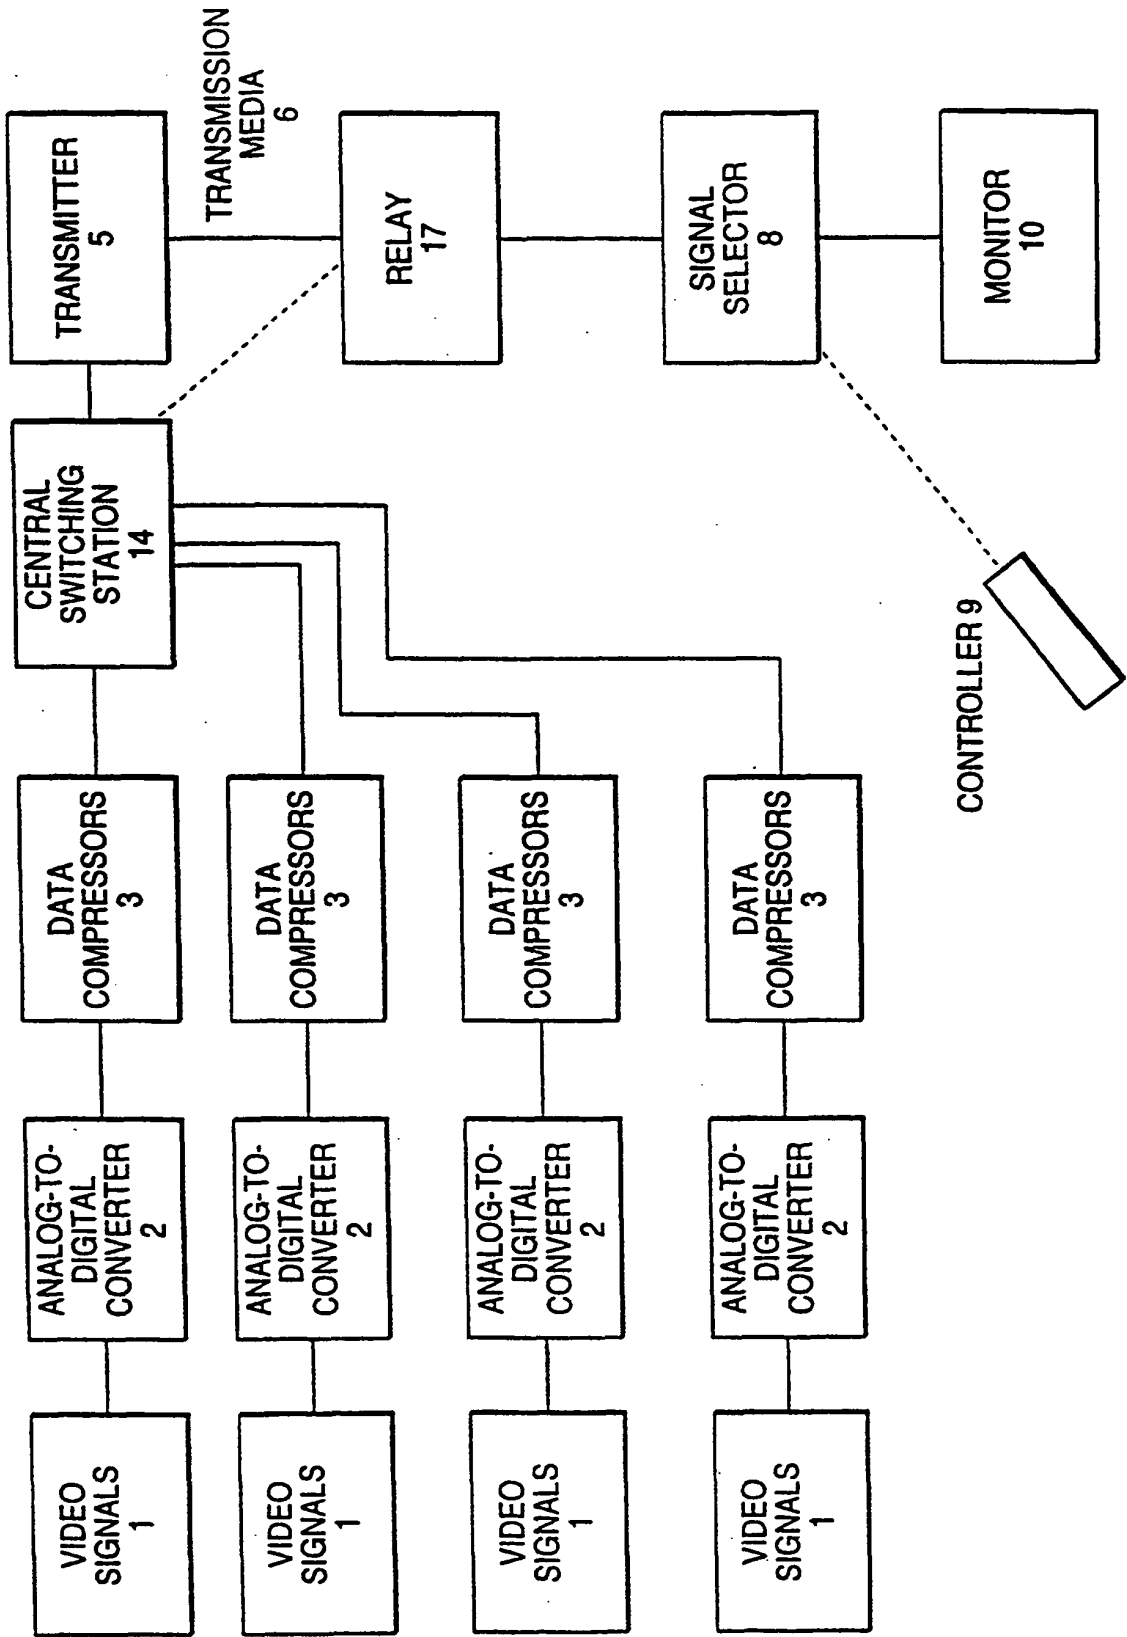 VIDEO
SIGNALS
1
ANALOG-TO-
DIGITAL
CONVERTER
2
DATA
COMPRESSORS
3
CENTRAL
SWITCHING
STATION
14
TRANSMITTER
5
VIDEO
SIGNALS
1
ANALOG-TO-
DIGITAL
CONVERTER
2
DATA
COMPRESSORS
3
TRANSMISSION
MEDIA
6
VIDEO
SIGNALS
1
ANALOG-TO-
DIGITAL
CONVERTER
2
DATA
COMPRESSORS
3
RELAY
17
VIDEO
SIGNALS
1
ANALOG-TO-
DIGITAL
CONVERTER
2
DATA
COMPRESSORS
3
SIGNAL
SELECTOR
8
CONTROLLER 9
MONITOR
10